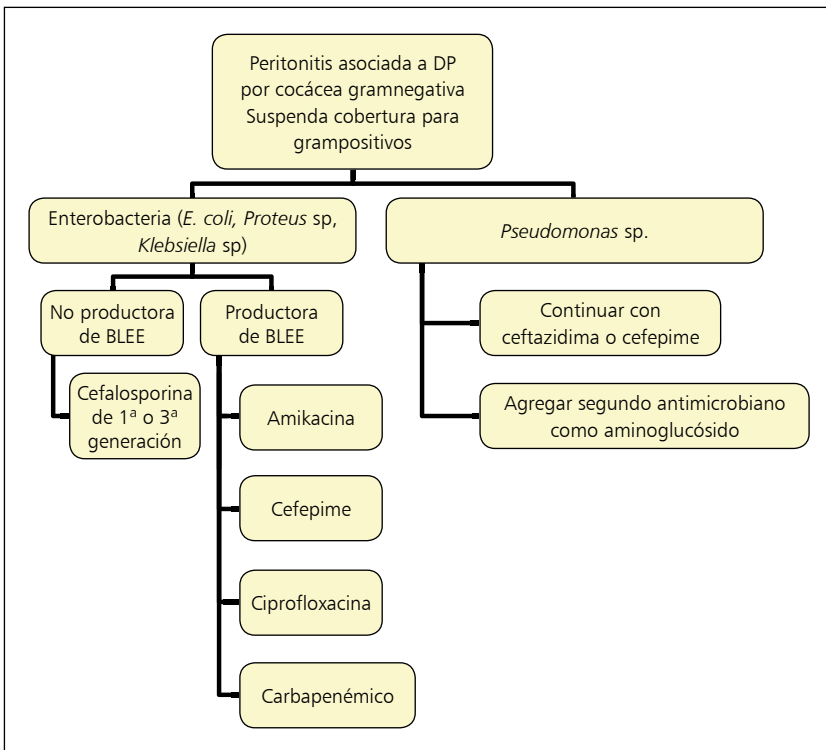 Peritonitis asociada a DP
por cocácea gramnegativa
Suspenda cobertura para
grampositivos
Enterobacteria (E. coli, Proteus sp,
Klebsiella sp)
Pseudomonas sp.
No productora
de BLEE
Productora
de BLEE
Continuar con
ceftazidima o cefepime
Cefalosporina
de 1ª o 3ª
generación
Amikacina
Agregar segundo antimicrobiano
como aminoglucósido
Cefepime
Ciprofloxacina
Carbapenémico